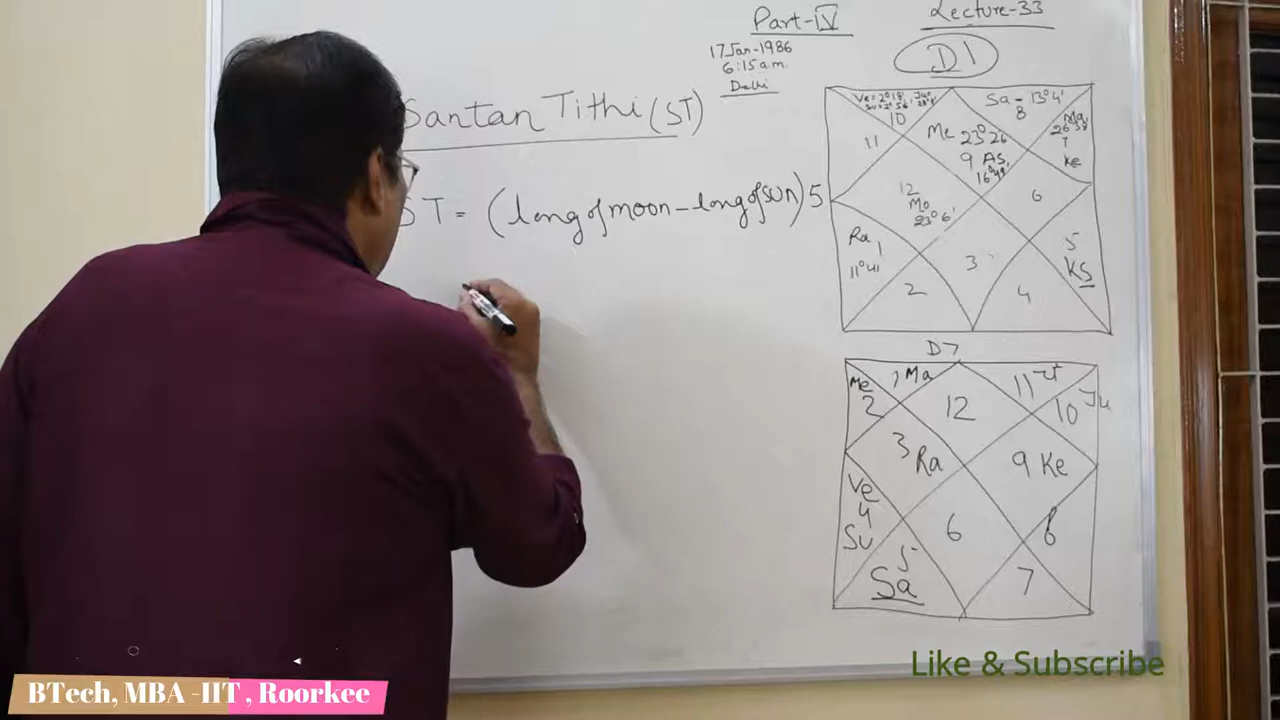 Part-IV
Lecture-33
17 Jan-1986
6:15 a.m.
Delhi
D1
Santan Tithi (ST)
ST = (long of moon - long of sun) 5
Ve = 2°18'
Sa - 13°4'
8
10
Me 23°26
9 As
16°49
11
7
Ke
12
Mo
23°6'
6
Ra 1
11°41
5
KS
3
2
4
D7
Me
1 Ma
2
12
11
10 Ju
3 Ra
9 Ke
Ve
4
Su
6
8
5
Sa
7
Like & Subscribe
BTech, MBA -IIT , Roorkee